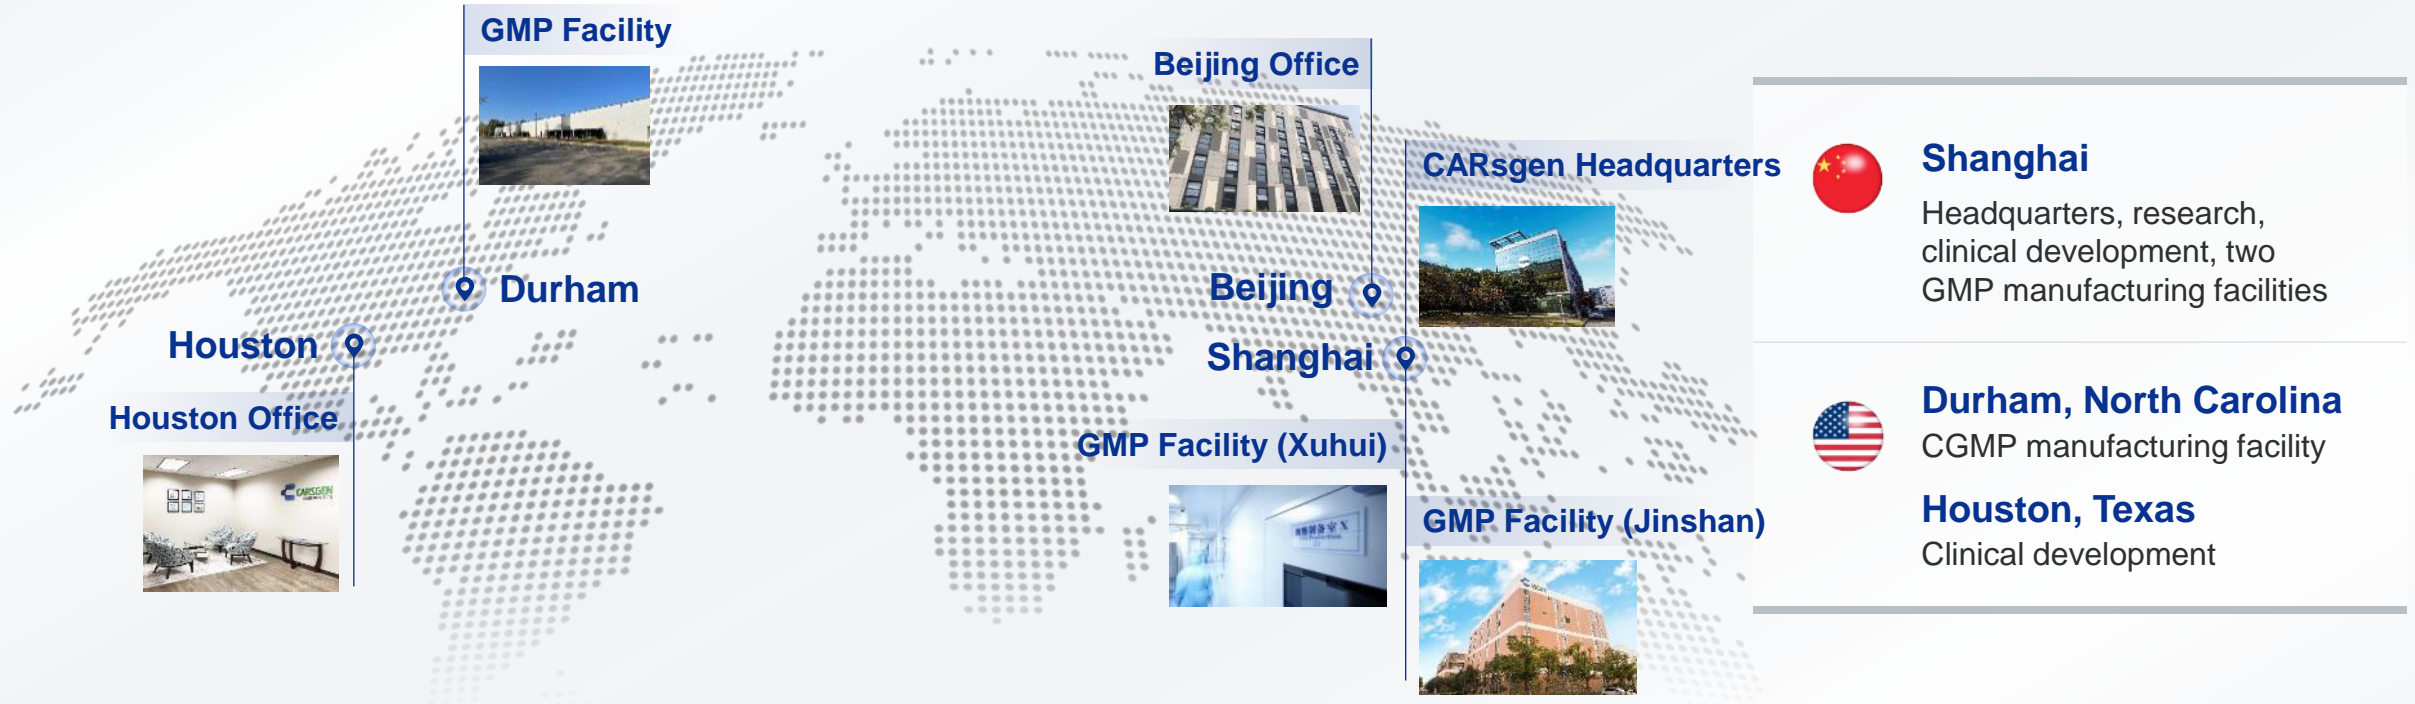 GMP Facility
Durham
Houston
Houston Office
CARSGEN
Beijing Office
Beijing
CARsgen Headquarters
Shanghai
GMP Facility (Xuhui)
GMP Facility (Jinshan)
Shanghai
Headquarters, research,
clinical development, two
GMP manufacturing facilities
Durham, North Carolina
CGMP manufacturing facility
Houston, Texas
Clinical development